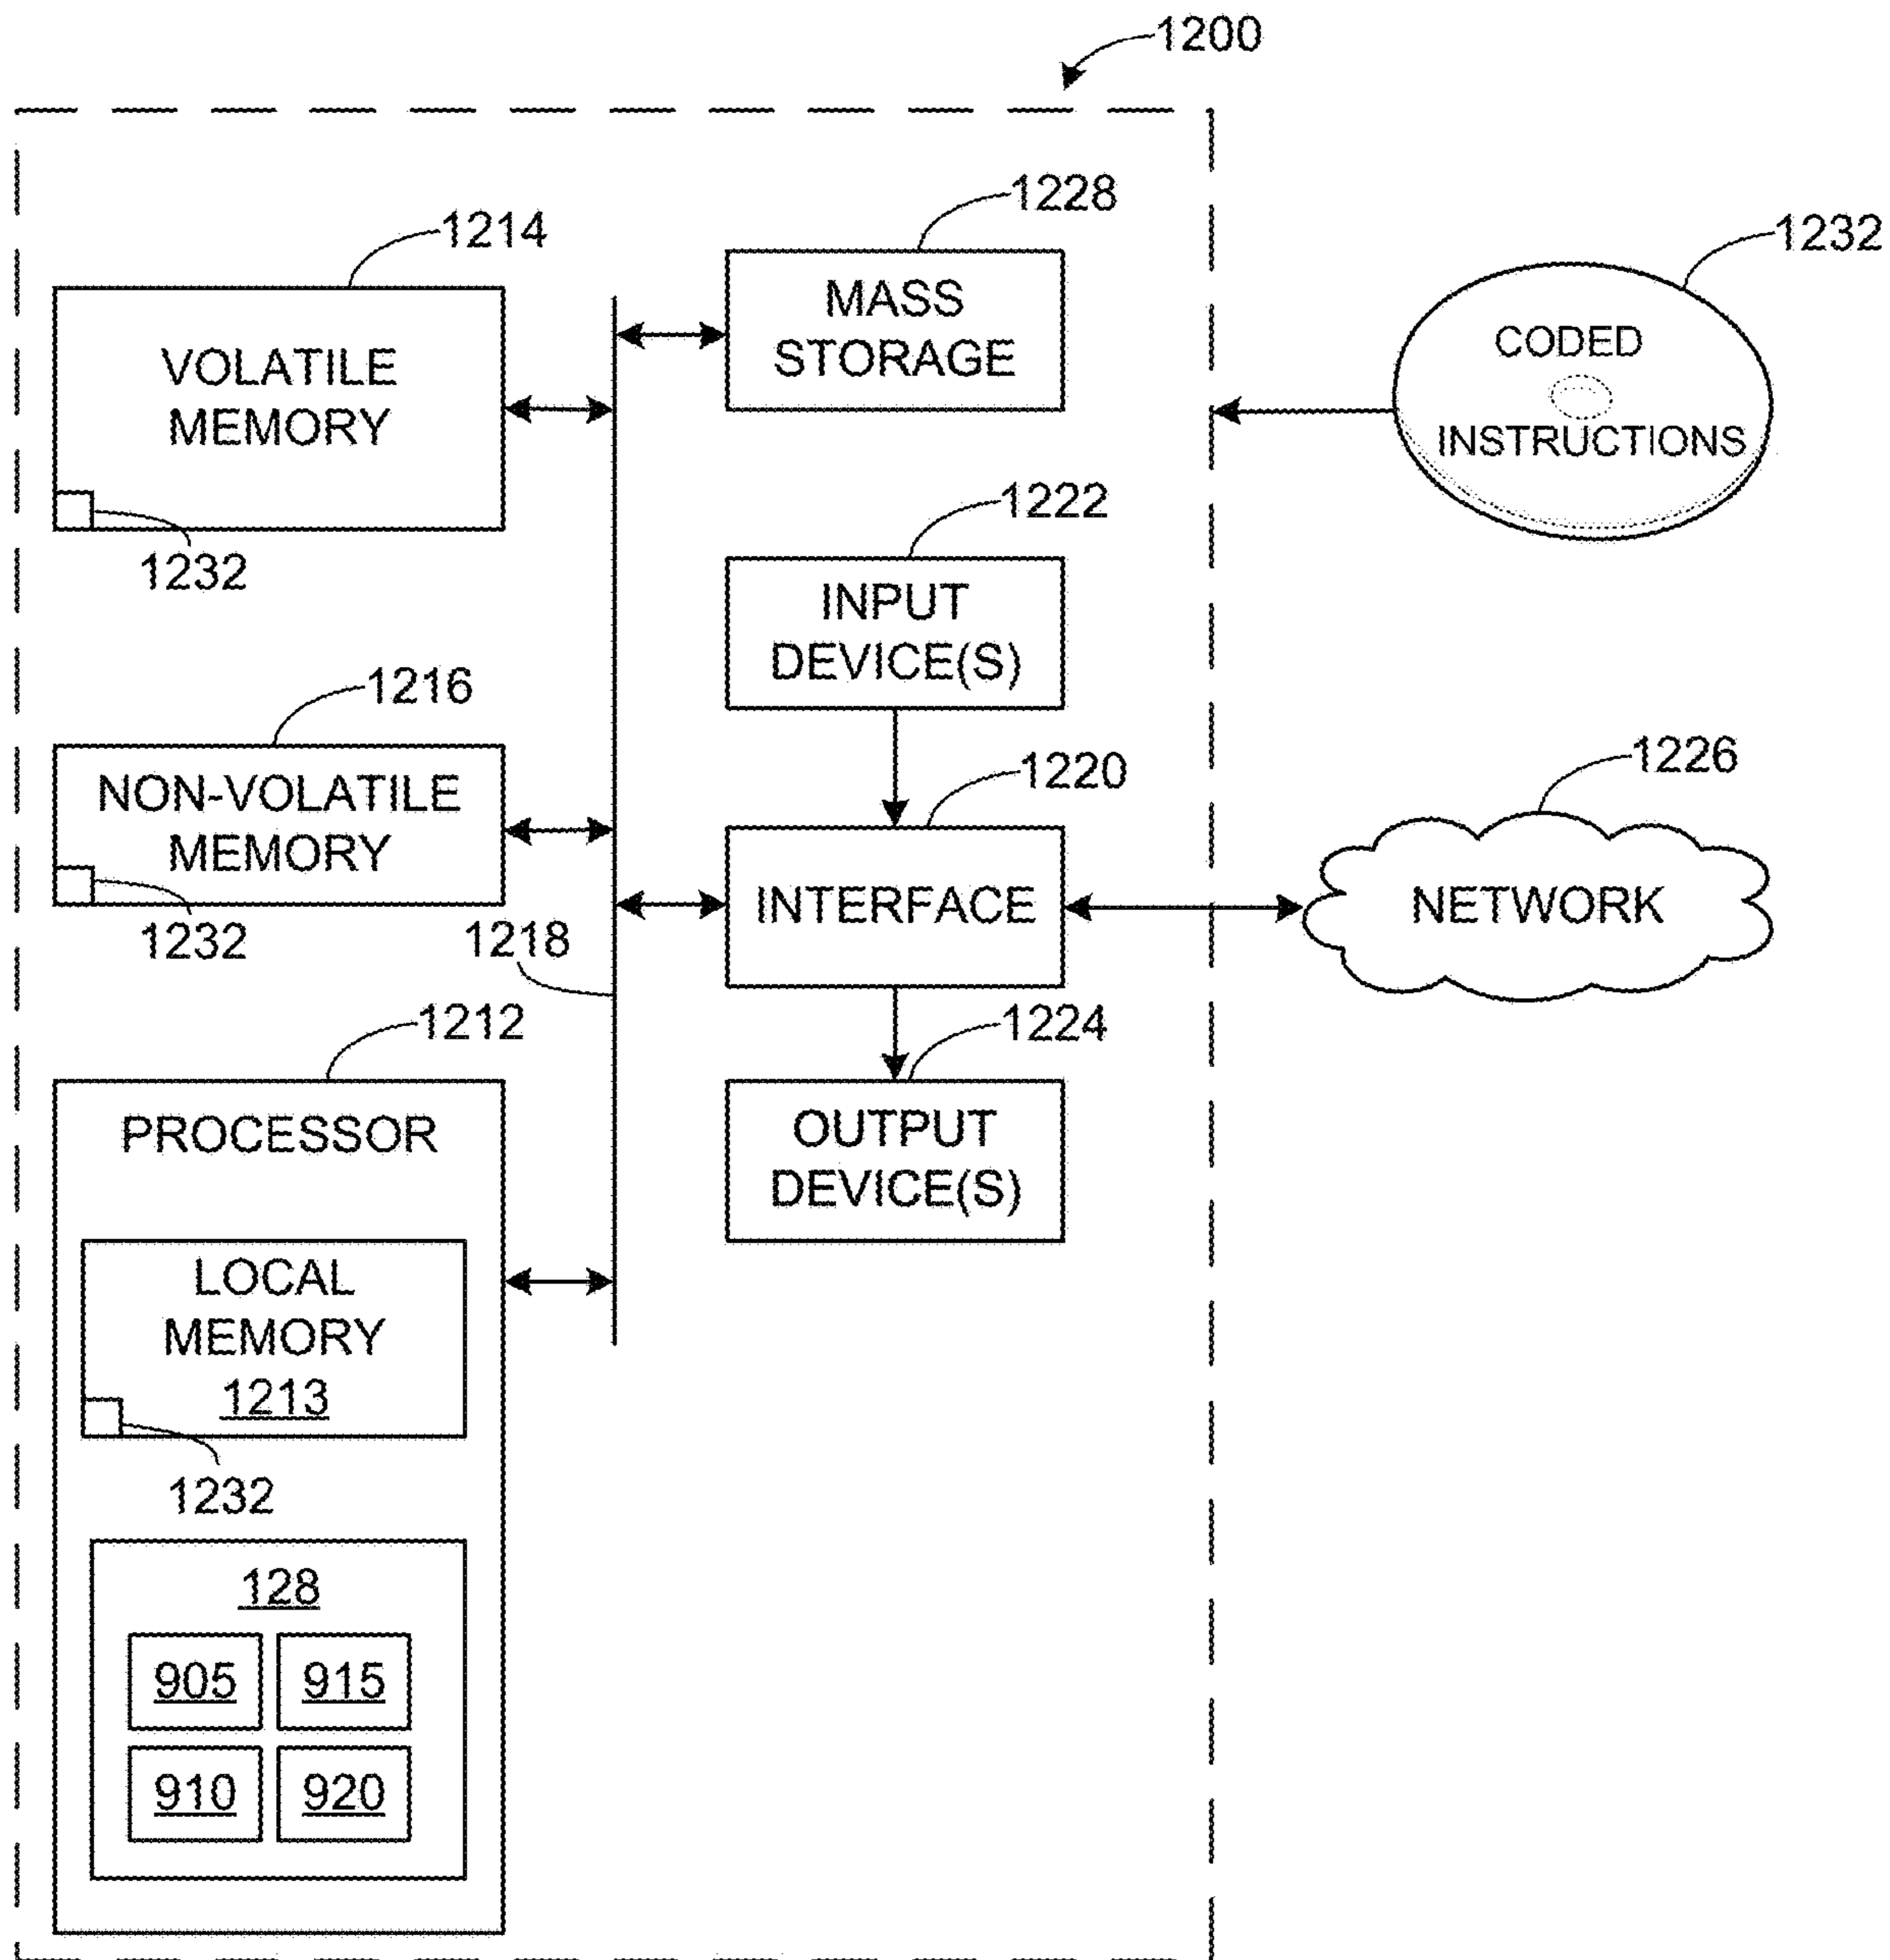 1200
1214
VOLATILE
MEMORY
1232
1228
MASS
STORAGE
1232
CODED
INSTRUCTIONS
1222
INPUT
DEVICE(S)
1216
NON-VOLATILE
MEMORY
1232
1218
1220
INTERFACE
1226
NETWORK
1212
PROCESSOR
1224
OUTPUT
DEVICE(S)
LOCAL
MEMORY
1213
1232
128
905 915
910 920